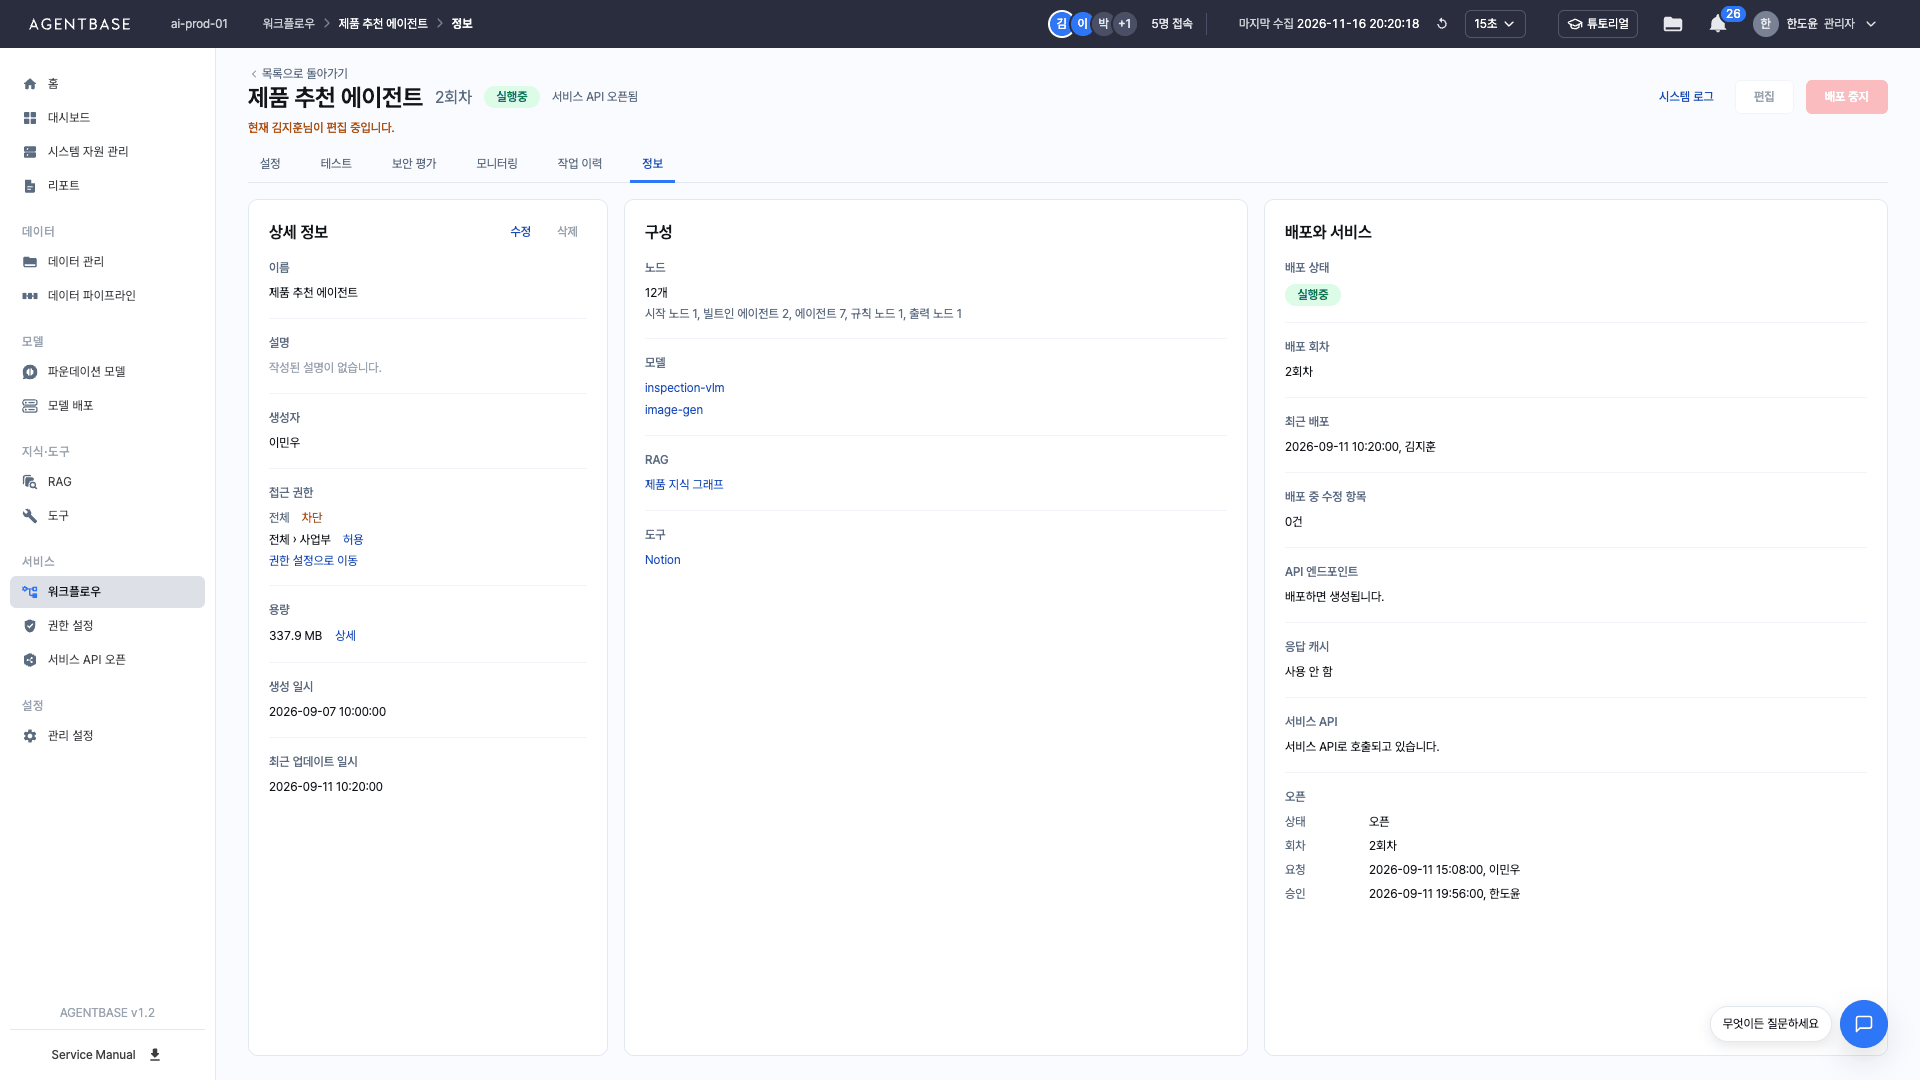 AGENTBASE
ai-prod-01
워크플로우 > 제품 추천 에이전트 > 정보
김 이 박 +1 5명 접속
마지막 수집 2026-11-16 20:20:18
15초
튜토리얼
26
한 한도윤 관리자
홈
대시보드
시스템 자원 관리
리포트
데이터
데이터 관리
데이터 파이프라인
모델
파운데이션 모델
모델 배포
지식·도구
RAG
도구
서비스
워크플로우
권한 설정
서비스 API 오픈
설정
관리 설정
AGENTBASE v1.2
Service Manual
목록으로 돌아가기
제품 추천 에이전트 2회차 실행중 서비스 API 오픈됨
시스템 로그 편집 배포 중지
현재 김지훈님이 편집 중입니다.
설정 테스트 보안 평가 모니터링 작업 이력 정보
상세 정보 수정 삭제
이름
제품 추천 에이전트
설명
작성된 설명이 없습니다.
생성자
이민우
접근 권한
전체 차단
전체 › 사업부 허용
권한 설정으로 이동
용량
337.9 MB 상세
생성 일시
2026-09-07 10:00:00
최근 업데이트 일시
2026-09-11 10:20:00
구성
노드
12개
시작 노드 1, 빌트인 에이전트 2, 에이전트 7, 규칙 노드 1, 출력 노드 1
모델
inspection-vlm
image-gen
RAG
제품 지식 그래프
도구
Notion
배포와 서비스
배포 상태
실행중
배포 회차
2회차
최근 배포
2026-09-11 10:20:00, 김지훈
배포 중 수정 항목
0건
API 엔드포인트
배포하면 생성됩니다.
응답 캐시
사용 안 함
서비스 API
서비스 API로 호출되고 있습니다.
오픈
상태 오픈
회차 2회차
요청 2026-09-11 15:08:00, 이민우
승인 2026-09-11 19:56:00, 한도윤
무엇이든 질문하세요